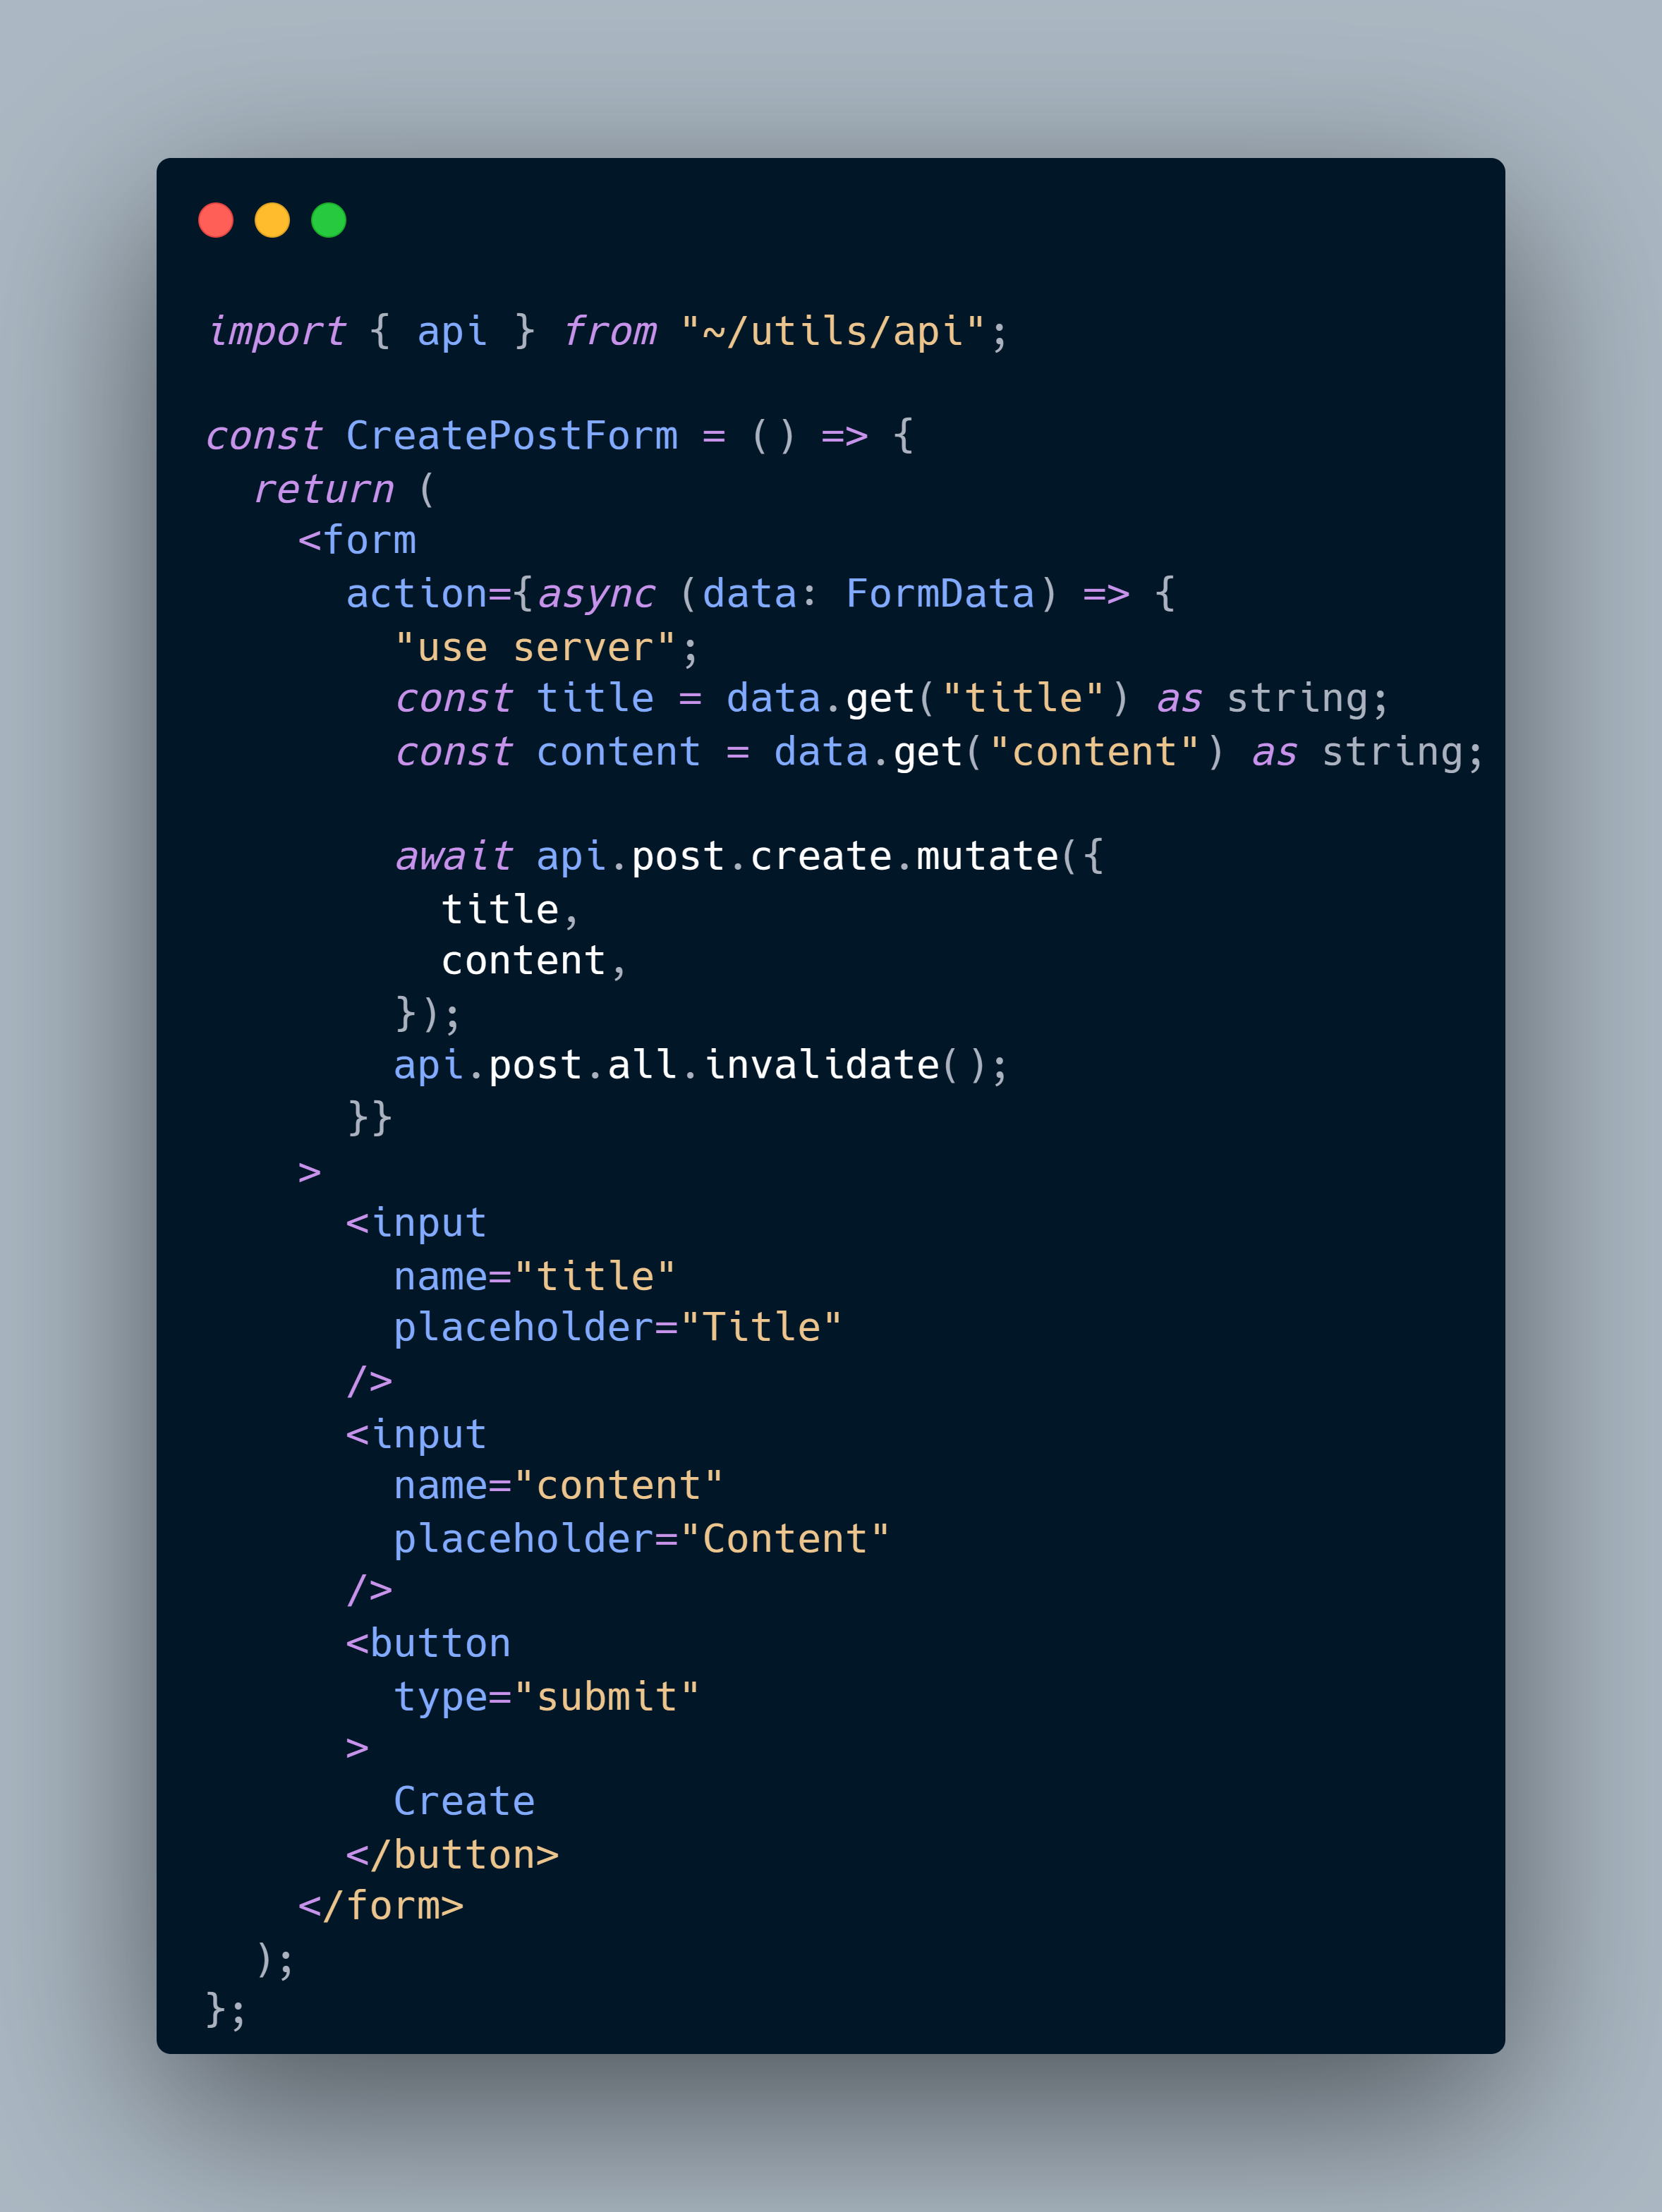 import { api } from "~/utils/api";

const CreatePostForm = () => {
  return (
    <form
      action={async (data: FormData) => {
        "use server";
        const title = data.get("title") as string;
        const content = data.get("content") as string;

        await api.post.create.mutate({
          title,
          content,
        });
        api.post.all.invalidate();
      }}
    >
      <input
        name="title"
        placeholder="Title"
      />
      <input
        name="content"
        placeholder="Content"
      />
      <button
        type="submit"
      >
        Create
      </button>
    </form>
  );
};